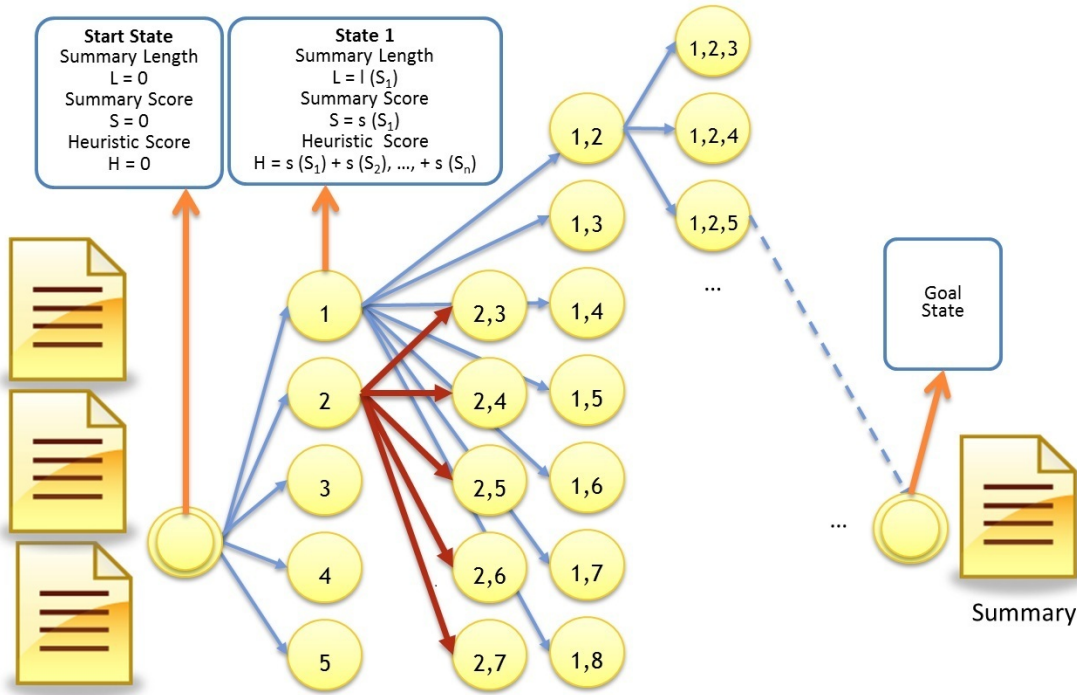 Start State
Summary Length
L = 0
Summary Score
S = 0
Heuristic Score
H = 0
State 1
Summary Length
L = l (S₁)
Summary Score
S = s (S₁)
Heuristic Score
H = s (S₁) + s (S₂), ..., + s (Sₙ)
1,2,3
1,2,4
1,2,5
...
1,2
1,3
1,4
1,5
1,6
1,7
1,8
2,3
2,4
2,5
2,6
2,7
1
2
3
4
5
Goal
State
...
Summary